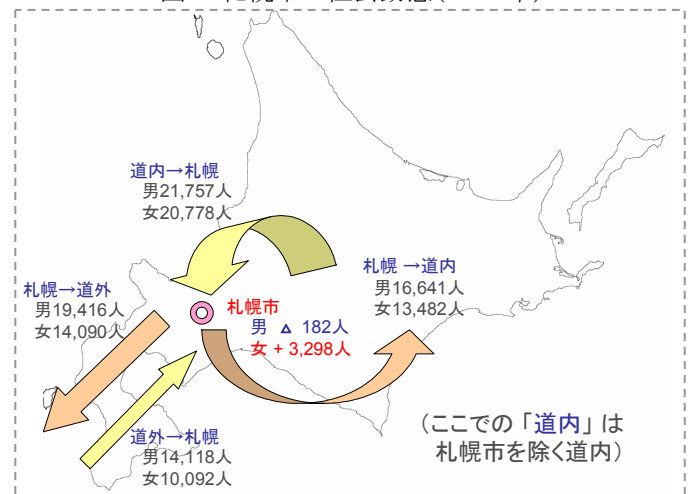 道内→札幌
男21,757人
女20,778人
札幌 →道内
男16,641人
女13,482人
札幌→道外
男19,416人
女14,090人
札幌市
男 △ 182人
女 + 3,298人
道外→札幌
男14,118人
女10,092人
(ここでの「道内」は
札幌市を除く道内)